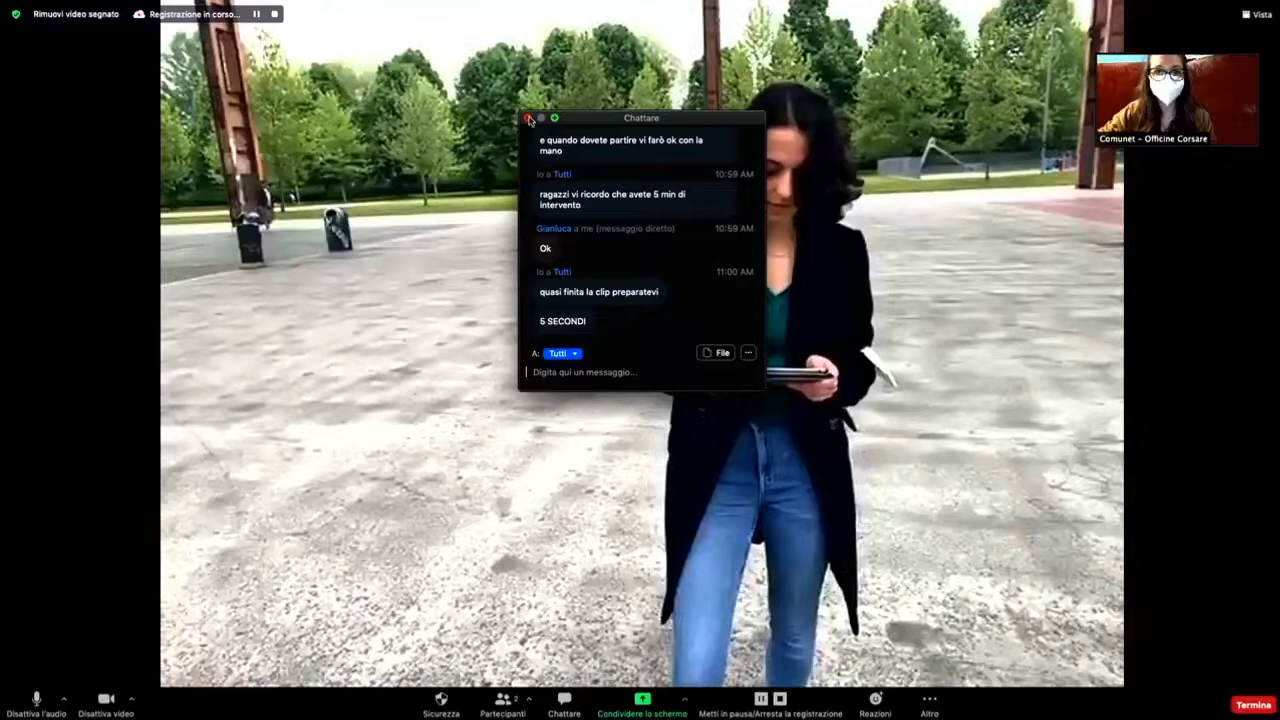 Rimuovi video segnato
Registrazione in corso...
Vista
Chattare
e quando dovete partire vi farò ok con la
mano
Io a Tutti 10:59 AM
ragazzi vi ricordo che avete 5 min di
intervento
Gianluca a me (messaggio diretto) 10:59 AM
Ok
Io a Tutti 11:00 AM
quasi finita la clip preparatevi
5 SECONDI
A: Tutti
File
Digita qui un messaggio...
Comunet - Officine Corsare
Disattiva l'audio
Disattiva video
Sicurezza
2
Partecipanti
Chattare
Condividere lo schermo
Metti in pausa/Arresta la registrazione
Reazioni
Altro
Termina